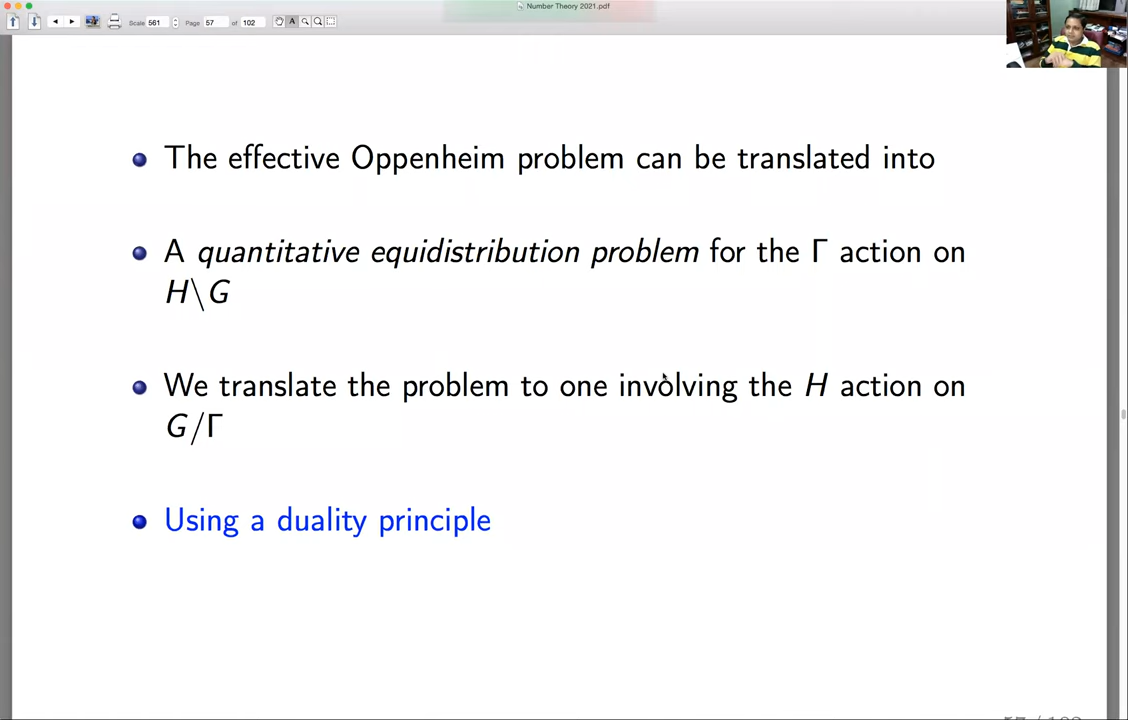 Number Theory 2021.pdf
Scale 561 Page 57 of 102
The effective Oppenheim problem can be translated into
A quantitative equidistribution problem for the Γ action on
H\G
We translate the problem to one involving the H action on
G/Γ
Using a duality principle